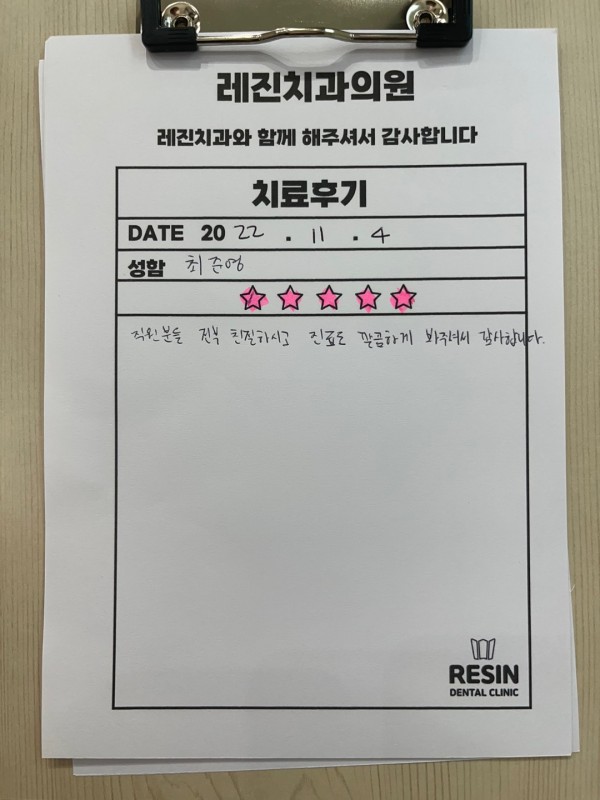 레진치과의원
레진치과와 함께 해주셔서 감사합니다
치료후기
DATE 2022.11.4
성함 최준영
직원분들 전부 친절하시고 진료도 깔끔하게 봐주셔서 감사합니다.
RESIN
DENTAL CLINIC